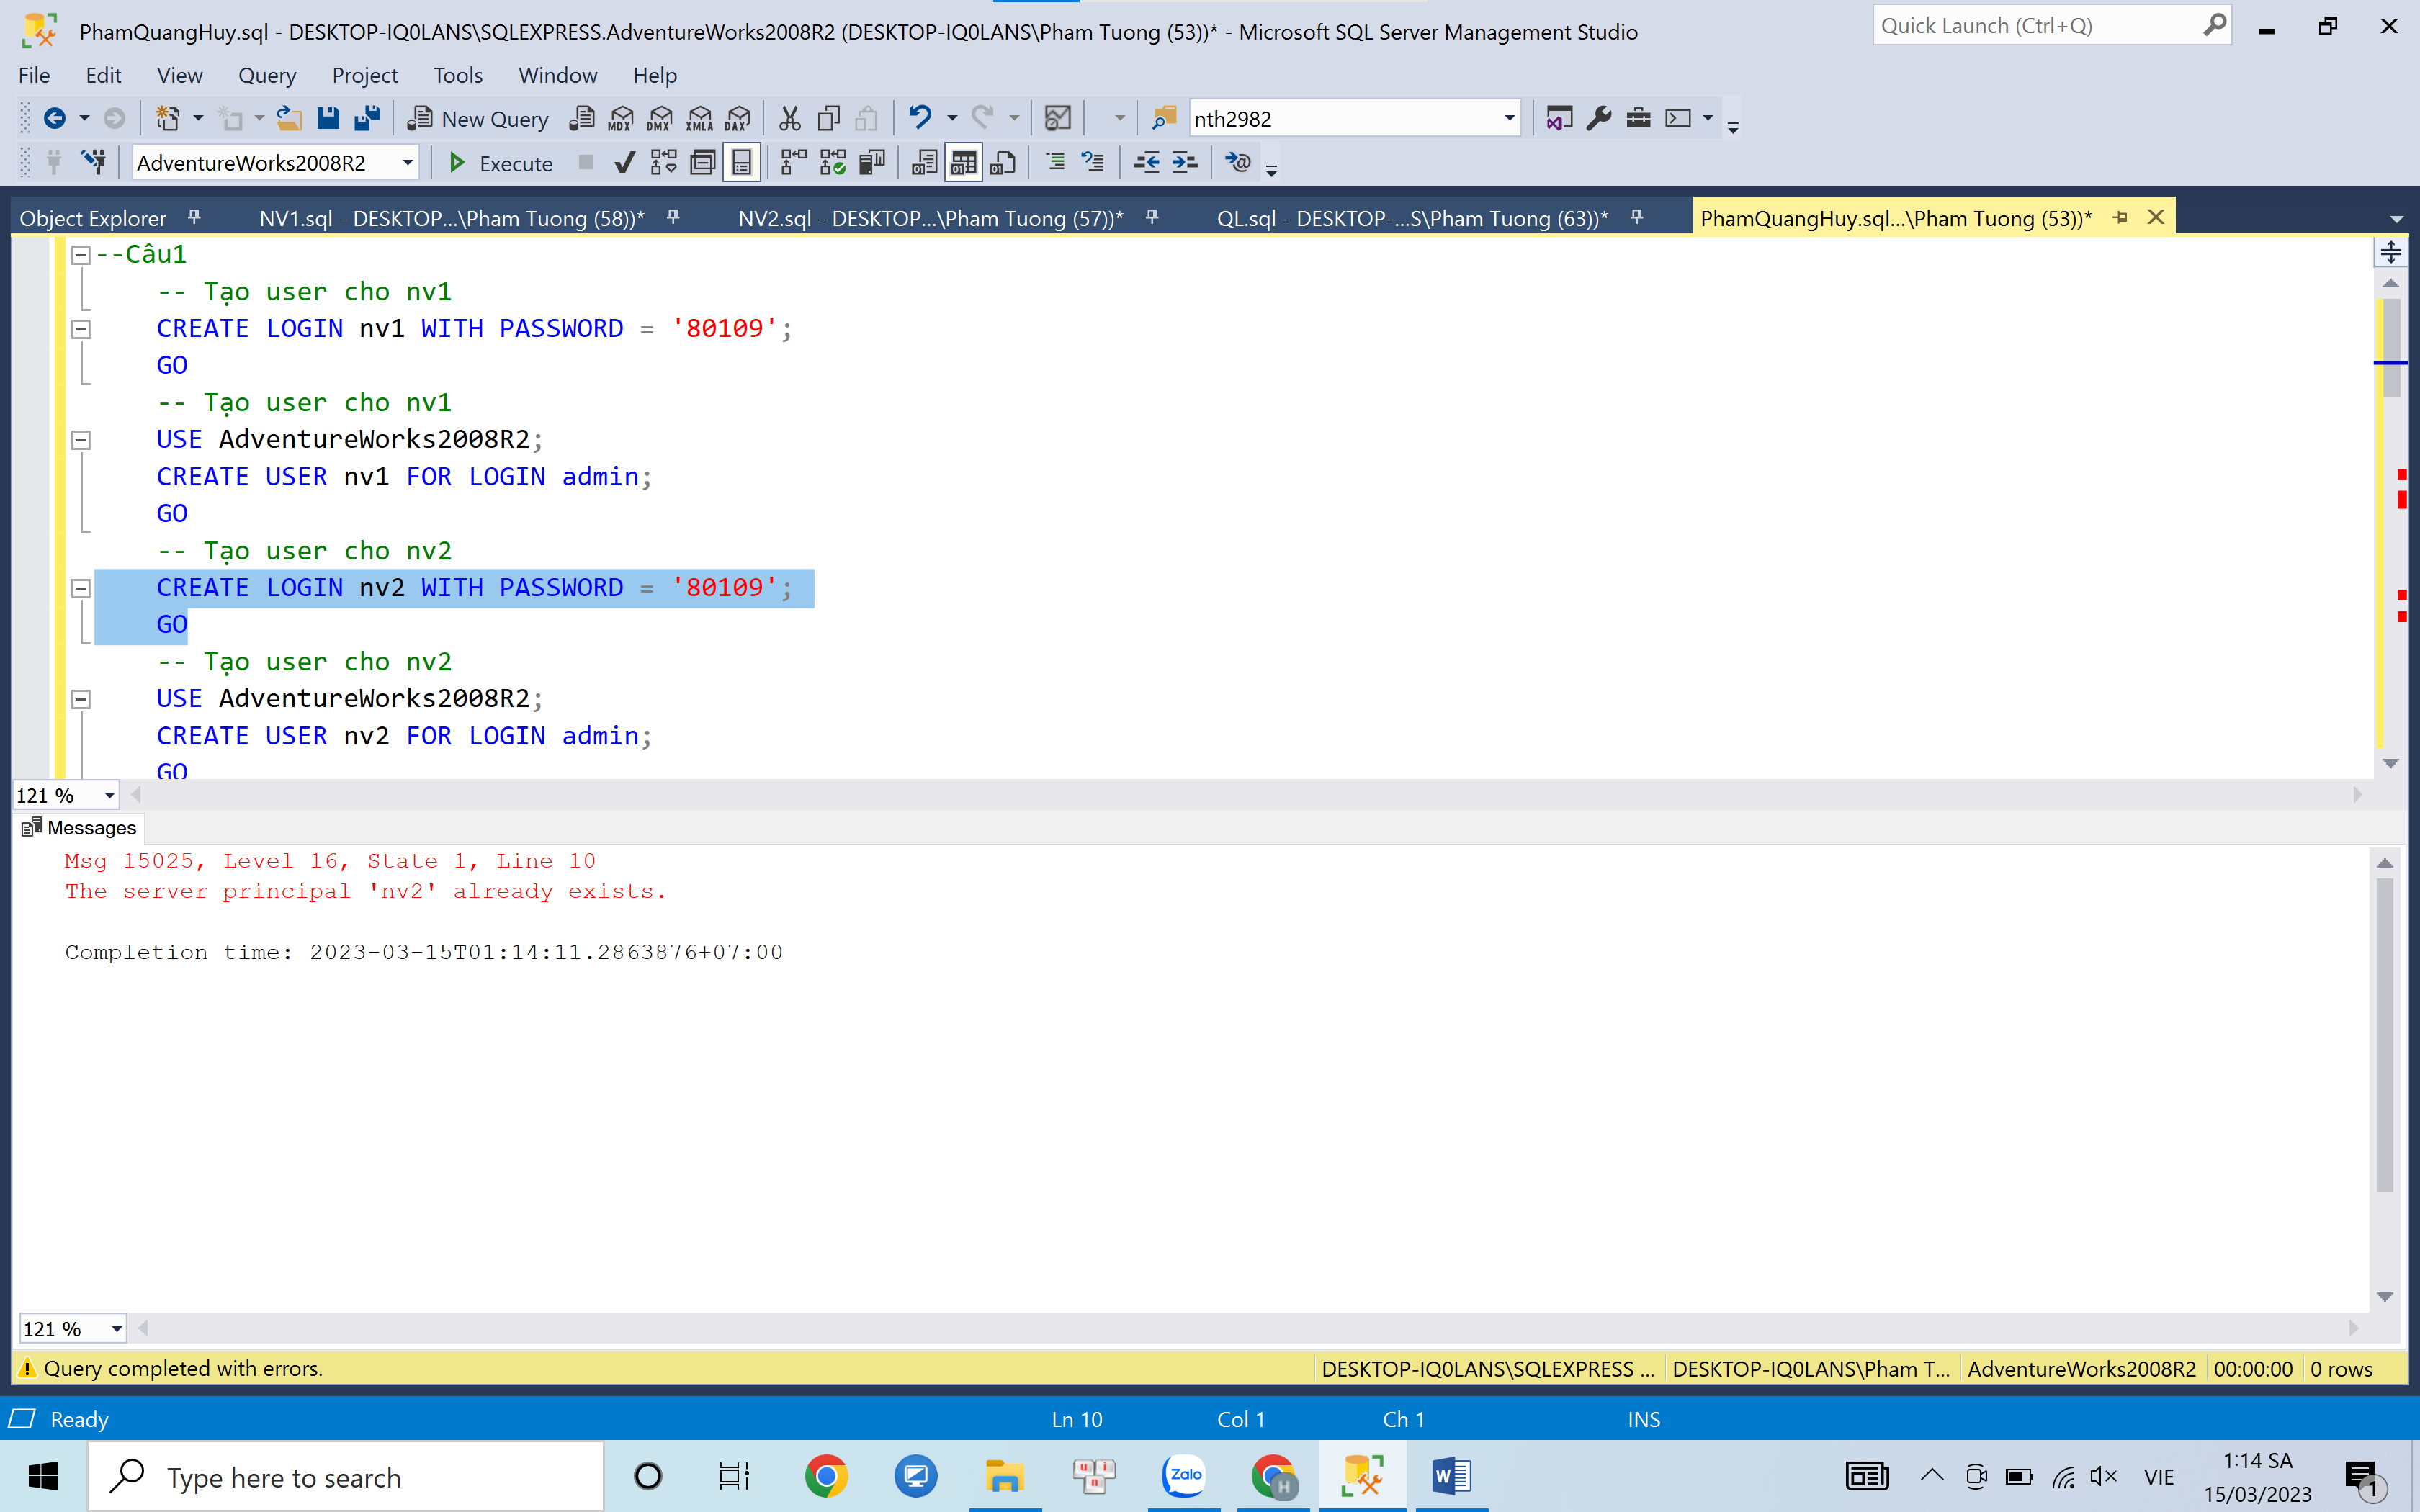 PhamQuangHuy.sql - DESKTOP-IQ0LANS\SQLEXPRESS.AdventureWorks2008R2 (DESKTOP-IQ0LANS\Pham Tuong (53))* - Microsoft SQL Server Management Studio
Quick Launch (Ctrl+Q)
File Edit View Query Project Tools Window Help
New Query MDX DMX XMLA DAX nth2982
AdventureWorks2008R2 Execute
Object Explorer NV1.sql - DESKTOP...\Pham Tuong (58))* NV2.sql - DESKTOP...\Pham Tuong (57))* QL.sql - DESKTOP-...S\Pham Tuong (63))* PhamQuangHuy.sql...\Pham Tuong (53))*
--Câu1
-- Tạo user cho nv1
CREATE LOGIN nv1 WITH PASSWORD = '80109';
GO
-- Tạo user cho nv1
USE AdventureWorks2008R2;
CREATE USER nv1 FOR LOGIN admin;
GO
-- Tạo user cho nv2
CREATE LOGIN nv2 WITH PASSWORD = '80109';
GO
-- Tạo user cho nv2
USE AdventureWorks2008R2;
CREATE USER nv2 FOR LOGIN admin;
GO
121 %
Messages
Msg 15025, Level 16, State 1, Line 10
The server principal 'nv2' already exists.
Completion time: 2023-03-15T01:14:11.2863876+07:00
121 %
Query completed with errors. DESKTOP-IQ0LANS\SQLEXPRESS ... DESKTOP-IQ0LANS\Pham T... AdventureWorks2008R2 00:00:00 0 rows
Ready Ln 10 Col 1 Ch 1 INS
Type here to search
Zalo
H
W
VIE
1:14 SA
15/03/2023
1